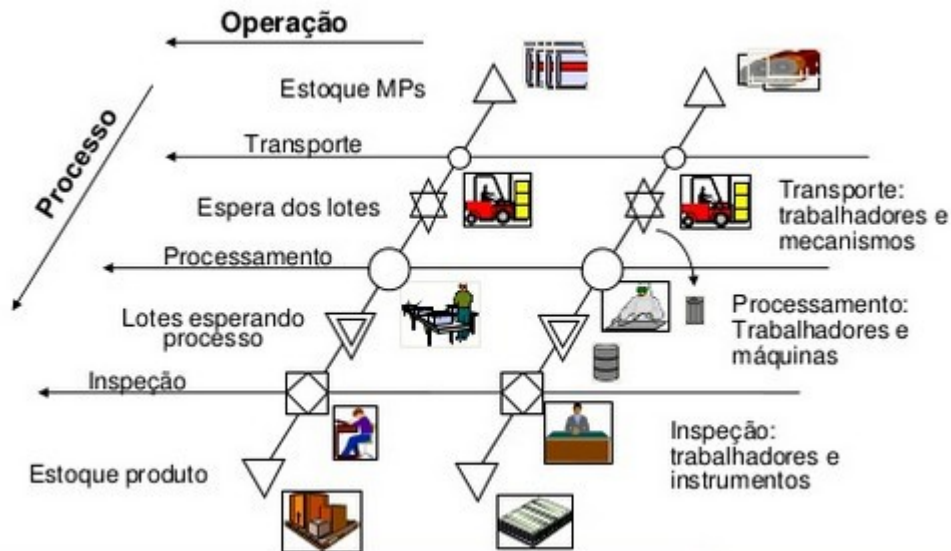 Operação
Processo
Estoque MPs
Transporte
Espera dos lotes
Transporte:
trabalhadores e
mecanismos
Processamento
Lotes esperando
processo
Processamento:
Trabalhadores e
máquinas
Inspeção
Inspeção:
trabalhadores e
instrumentos
Estoque produto